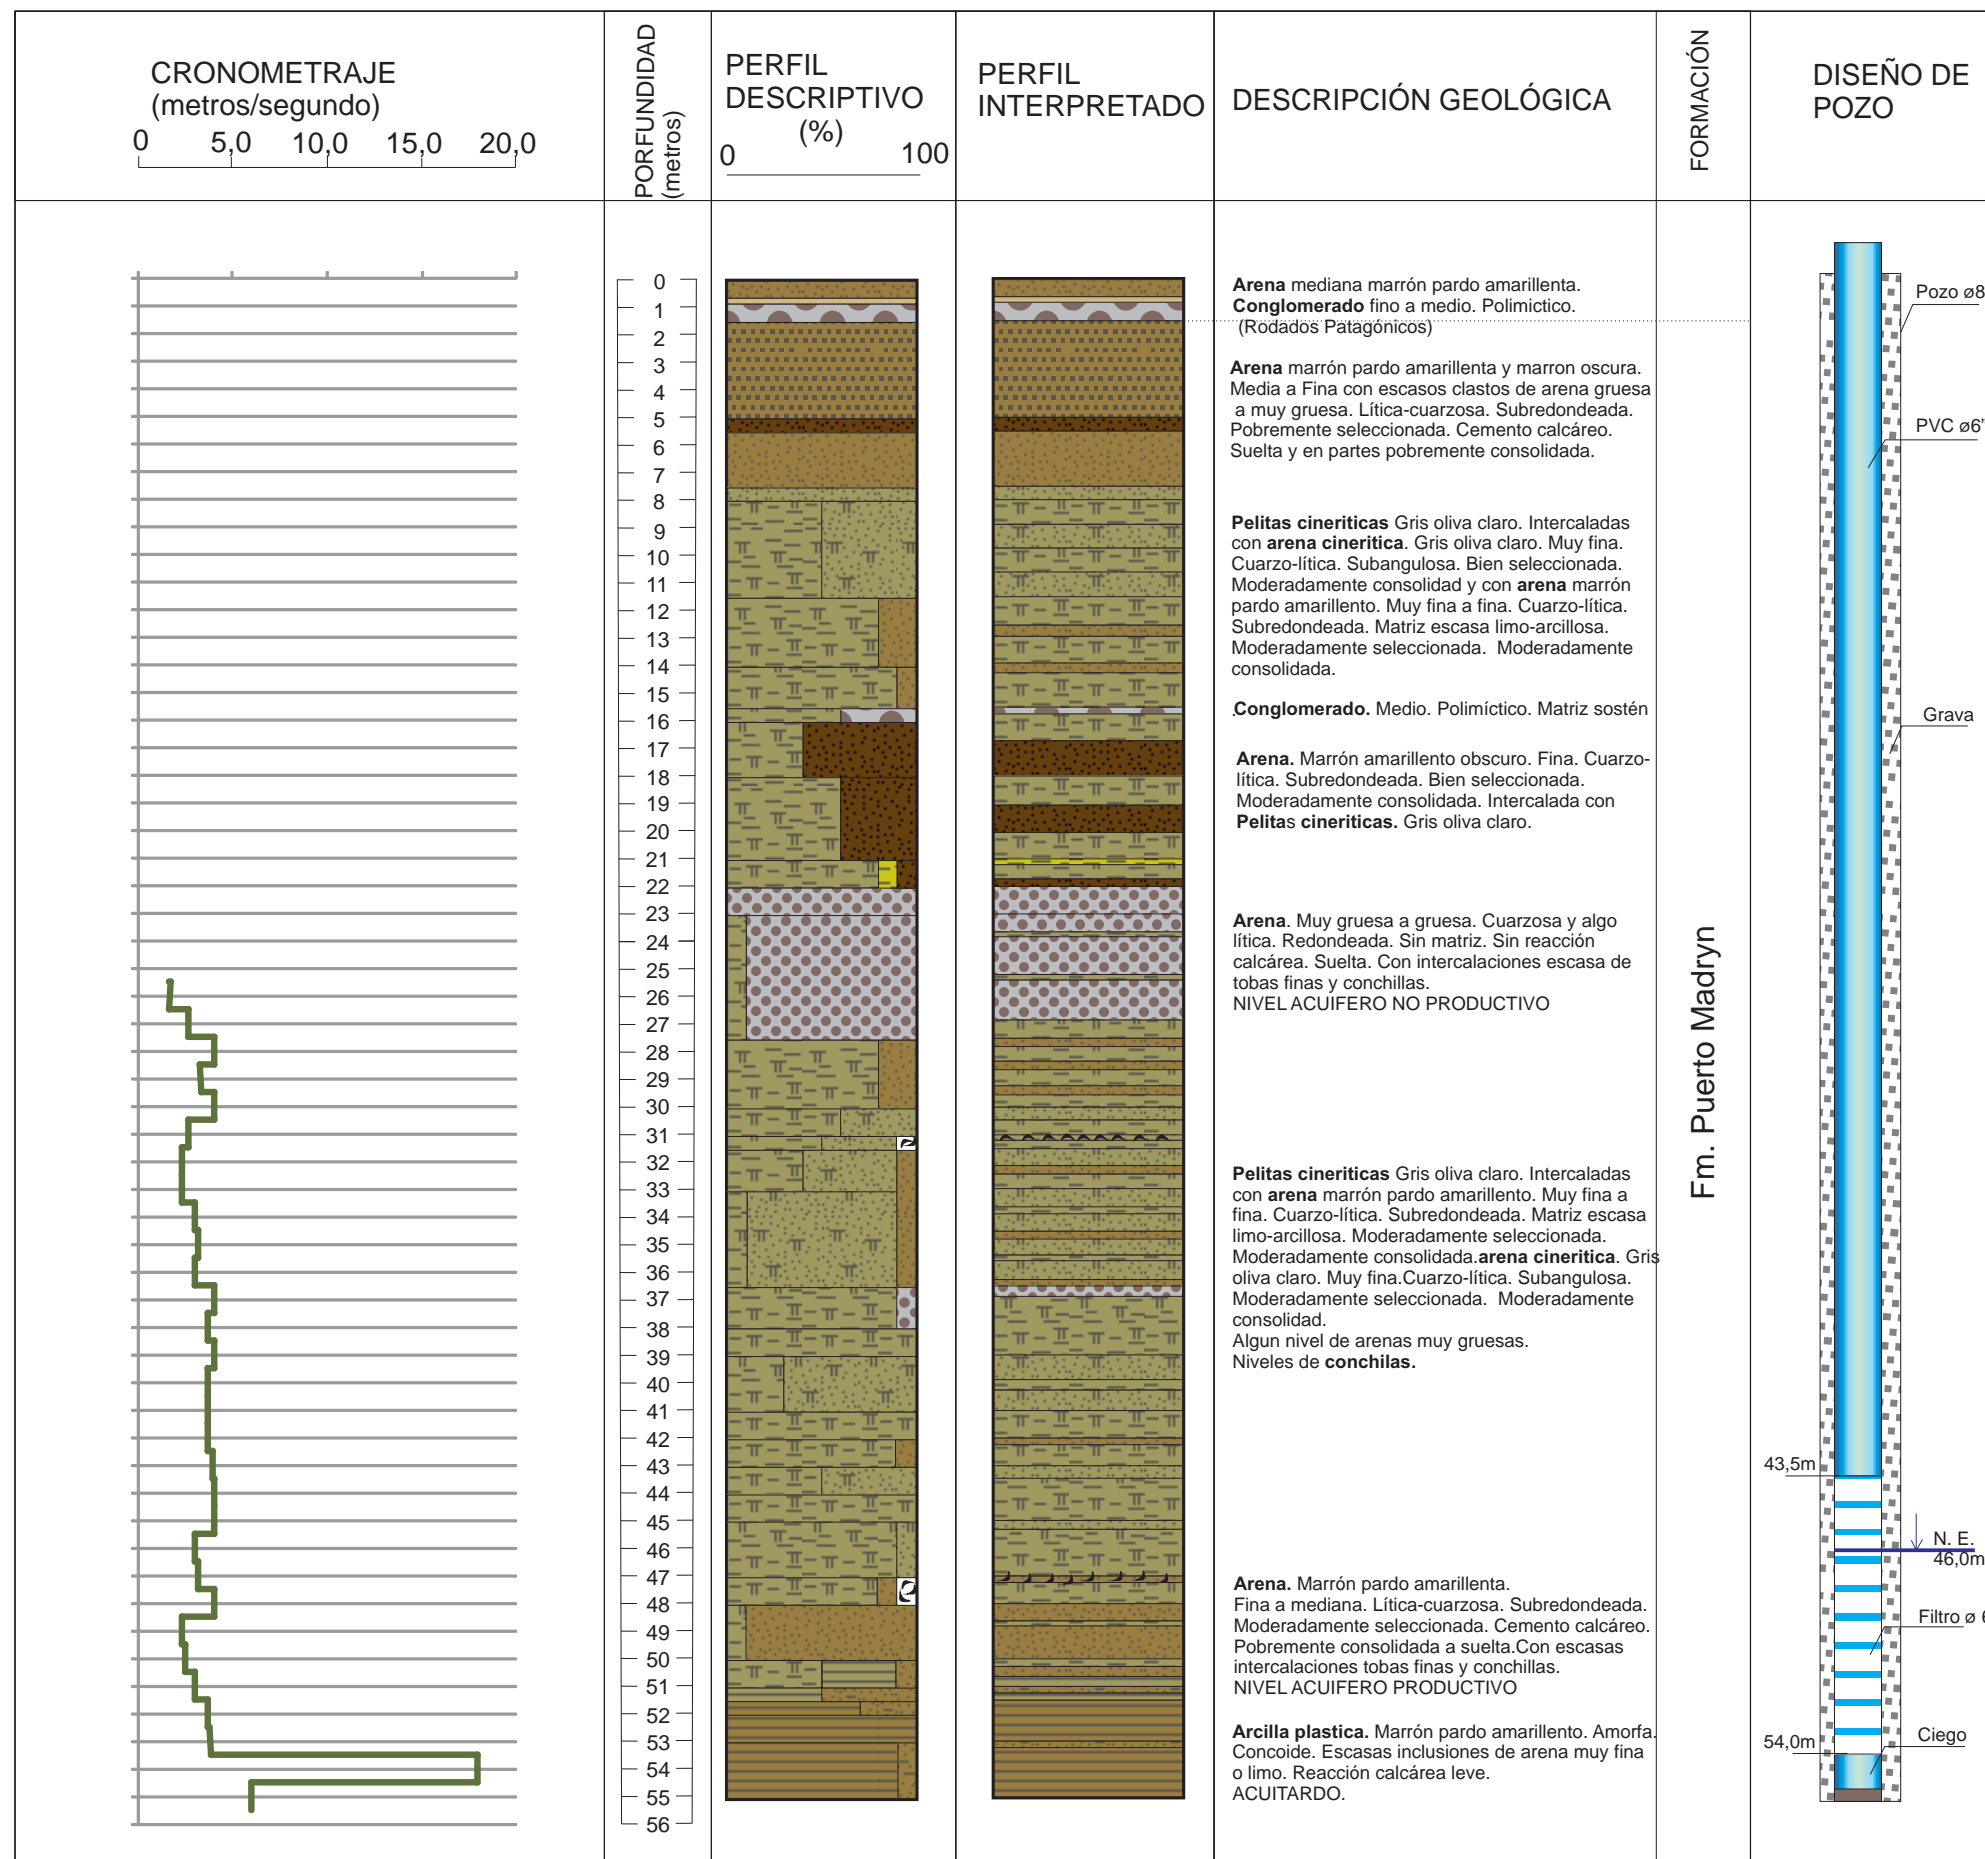 CRONOMETRAJE
(metros/segundo)
0 5,0 10,0 15,0 20,0
PORFUNDIDAD
(metros)
PERFIL
DESCRIPTIVO
(%)
0 100
PERFIL
INTERPRETADO
DESCRIPCIÓN GEOLÓGICA
FORMACIÓN
DISEÑO DE
POZO
0
1
2
3
4
5
6
7
8
9
10
11
12
13
14
15
16
17
18
19
20
21
22
23
24
25
26
27
28
29
30
31
32
33
34
35
36
37
38
39
40
41
42
43
44
45
46
47
48
49
50
51
52
53
54
55
56
Arena mediana marrón pardo amarillenta.
Conglomerado fino a medio. Polimictico.
(Rodados Patagónicos)
Arena marrón pardo amarillenta y marron oscura.
Media a Fina con escasos clastos de arena gruesa
a muy gruesa. Lítica-cuarzosa. Subredondeada.
Pobremente seleccionada. Cemento calcáreo.
Suelta y en partes pobremente consolidada.
Pelitas cineriticas Gris oliva claro. Intercaladas
con arena cineritica. Gris oliva claro. Muy fina.
Cuarzo-lítica. Subangulosa. Bien seleccionada.
Moderadamente consolidad y con arena marrón
pardo amarillento. Muy fina a fina. Cuarzo-lítica.
Subredondeada. Matriz escasa limo-arcillosa.
Moderadamente seleccionada. Moderadamente
consolidada.
Conglomerado. Medio. Polimíctico. Matriz sostén
Arena. Marrón amarillento obscuro. Fina. Cuarzo-
lítica. Subredondeada. Bien seleccionada.
Moderadamente consolidada. Intercalada con
Pelitas cineriticas. Gris oliva claro.
Arena. Muy gruesa a gruesa. Cuarzosa y algo
lítica. Redondeada. Sin matriz. Sin reacción
calcárea. Suelta. Con intercalaciones escasa de
tobas finas y conchillas.
NIVEL ACUIFERO NO PRODUCTIVO
Pelitas cineriticas Gris oliva claro. Intercaladas
con arena marrón pardo amarillento. Muy fina a
fina. Cuarzo-lítica. Subredondeada. Matriz escasa
limo-arcillosa. Moderadamente seleccionada.
Moderadamente consolidada.arena cineritica. Gris
oliva claro. Muy fina.Cuarzo-lítica. Subangulosa.
Moderadamente seleccionada. Moderadamente
consolidad.
Algun nivel de arenas muy gruesas.
Niveles de conchilas.
Arena. Marrón pardo amarillenta.
Fina a mediana. Lítica-cuarzosa. Subredondeada.
Moderadamente seleccionada. Cemento calcáreo.
Pobremente consolidada a suelta.Con escasas
intercalaciones tobas finas y conchillas.
NIVEL ACUIFERO PRODUCTIVO
Arcilla plastica. Marrón pardo amarillento. Amorfa.
Concoide. Escasas inclusiones de arena muy fina
o limo. Reacción calcárea leve.
ACUITARDO.
Fm. Puerto Madryn
Pozo ø8
PVC ø6"
Grava
43,5m
N. E.
46,0m
Filtro ø 6
54,0m
Ciego